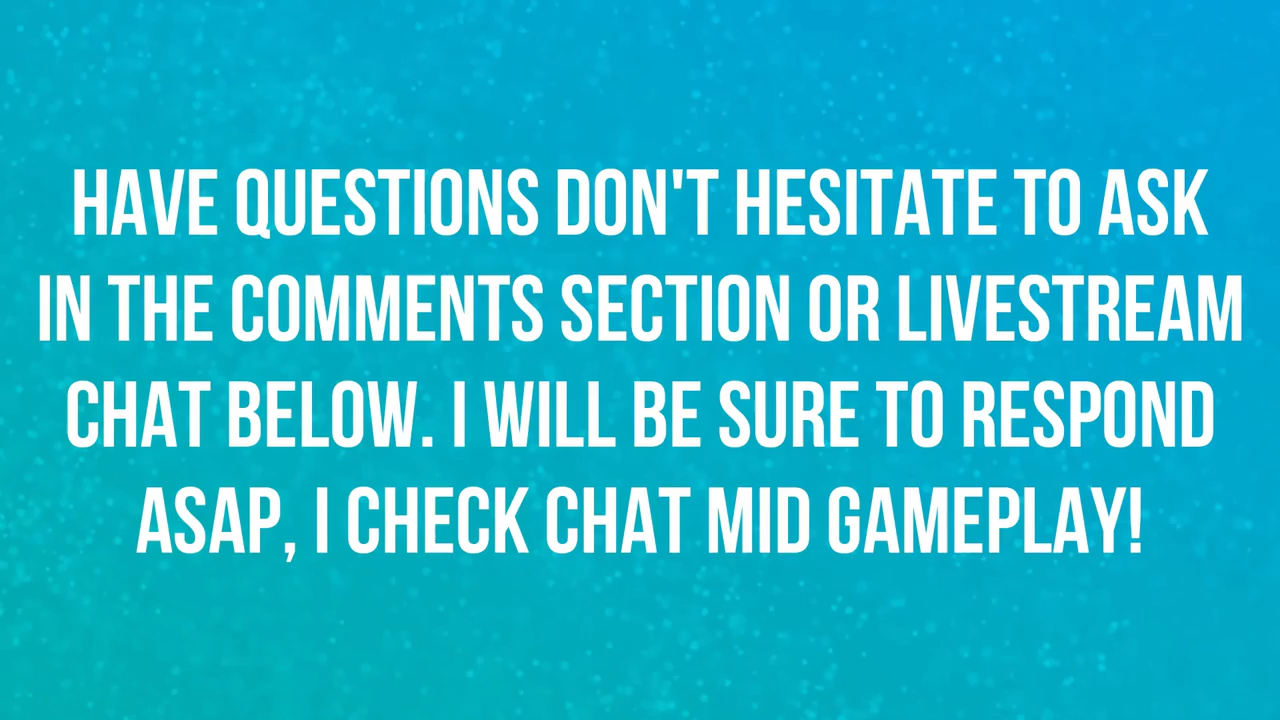 HAVE QUESTIONS DON'T HESITATE TO ASK
IN THE COMMENTS SECTION OR LIVESTREAM
CHAT BELOW. I WILL BE SURE TO RESPOND
ASAP, I CHECK CHAT MID GAMEPLAY!